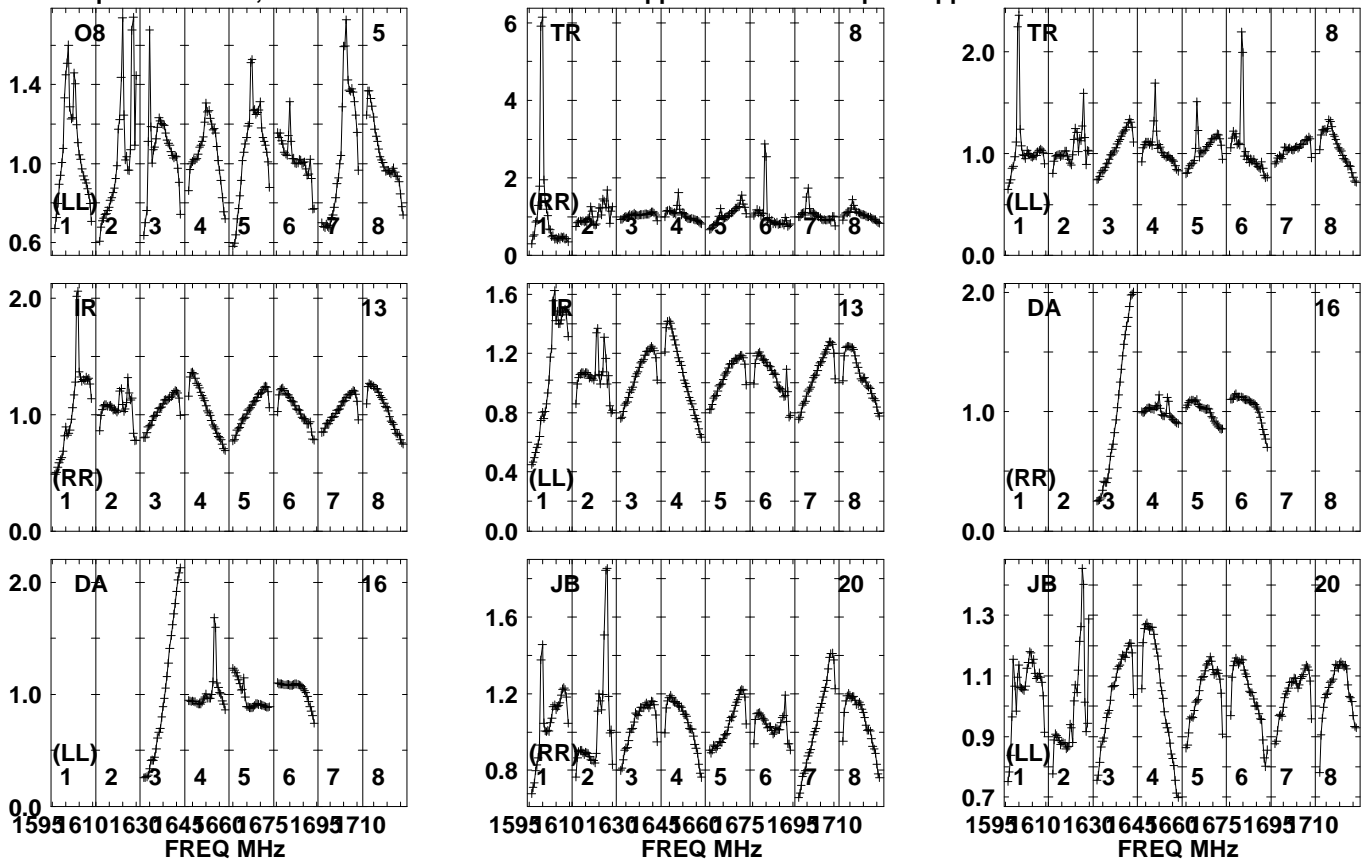 O8 5
1.4
1.0
0.6
(LL)
1 2 3 4 5 6 7 8
TR 8
6
4
2
0
(RR)
1 2 3 4 5 6 7 8
TR 8
2.0
1.0
0.0
(LL)
1 2 3 4 5 6 7 8
IR 13
2.0
1.0
0.0
(RR)
1 2 3 4 5 6 7 8
IR 13
1.6
1.2
0.8
0.4
0.0
(LL)
1 2 3 4 5 6 7 8
DA 16
2.0
1.0
0.0
(RR)
1 2 3 4 5 6 7 8
DA 16
2.0
1.0
0.0
(LL)
1 2 3 4 5 6 7 8
1595 1610 1630 1645 1660 1675 1695 1710
FREQ MHz
JB 20
1.6
1.2
0.8
(RR)
1 2 3 4 5 6 7 8
1595 1610 1630 1645 1660 1675 1695 1710
FREQ MHz
JB 20
1.3
1.1
0.9
0.7
(LL)
1 2 3 4 5 6 7 8
1595 1610 1630 1645 1660 1675 1695 1710
FREQ MHz